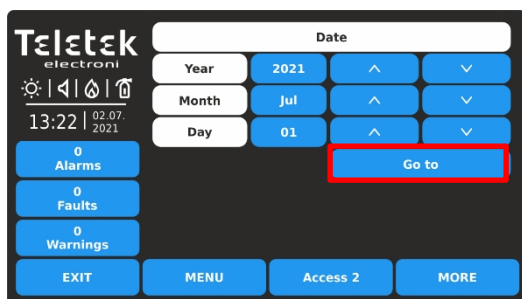 Teletek
electroni
13:22 02.07.
2021
0
Alarms
0
Faults
0
Warnings
Date
Year 2021
Month Jul
Day 01
Go to
EXIT MENU Access 2 MORE